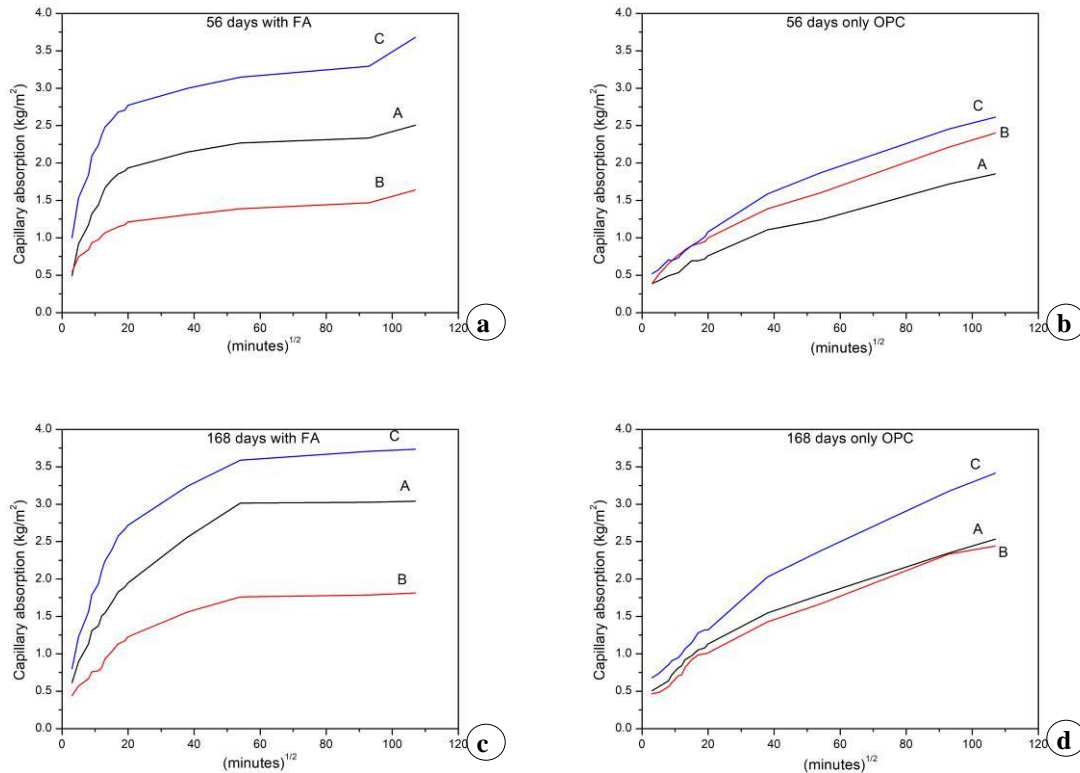 56 days with FA
Capillary absorption (kg/m²)
4.0
3.5
3.0
2.5
2.0
1.5
1.0
0.5
0.0
C
A
B
0 20 40 60 80 100 120
(minutes)¹/²
a
56 days only OPC
Capillary absorption (kg/m²)
4.0
3.5
3.0
2.5
2.0
1.5
1.0
0.5
0.0
C
B
A
0 20 40 60 80 100 120
(minutes)¹/²
b
168 days with FA
Capillary absorption (kg/m²)
4.0
3.5
3.0
2.5
2.0
1.5
1.0
0.5
0.0
C
A
B
0 20 40 60 80 100 120
(minutes)¹/²
c
168 days only OPC
Capillary absorption (kg/m²)
4.0
3.5
3.0
2.5
2.0
1.5
1.0
0.5
0.0
C
A
B
0 20 40 60 80 100 120
(minutes)¹/²
d